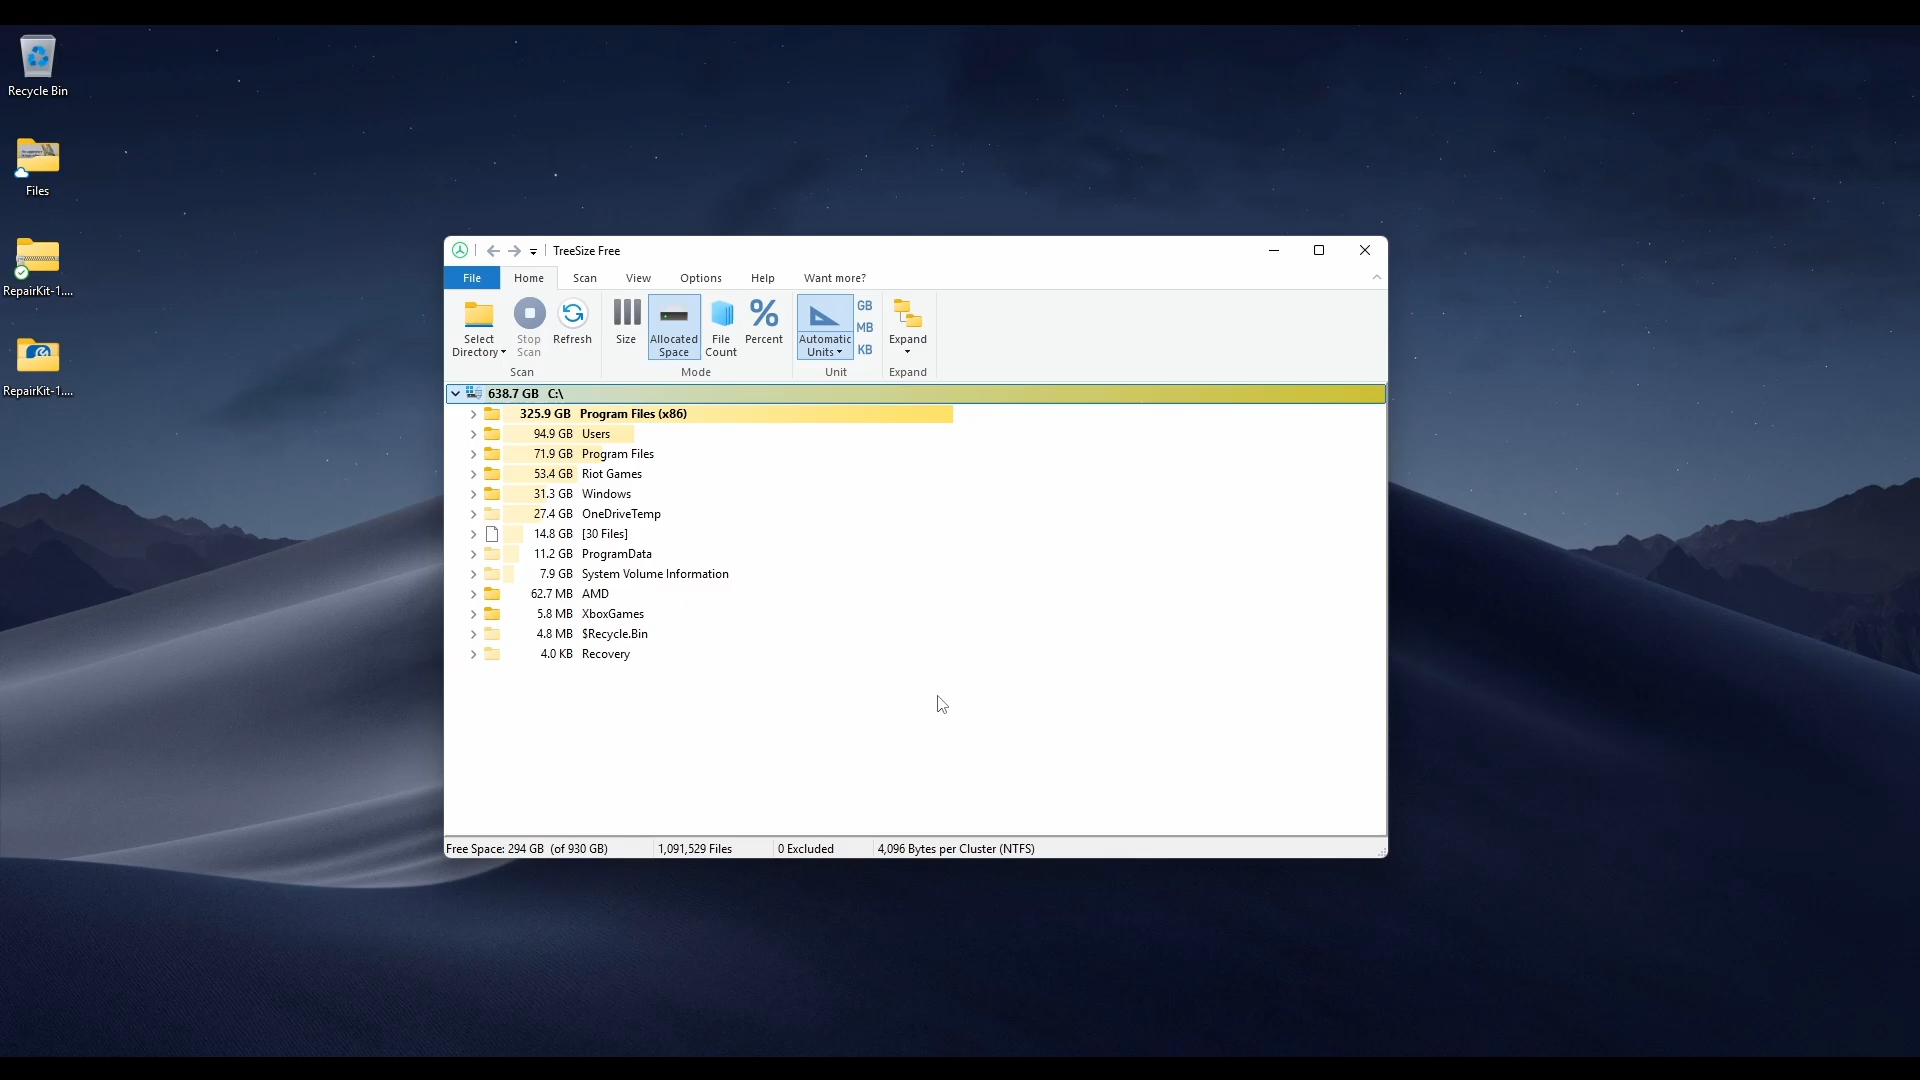 Recycle Bin
Files
RepairKit-1....
RepairKit-1....
TreeSize Free
File Home Scan View Options Help Want more?
Select Directory
Stop Scan
Refresh
Size
Allocated Space
File Count
Percent
Automatic Units
GB
MB
KB
Expand
Scan Mode Unit Expand
638.7 GB C:\
325.9 GB Program Files (x86)
94.9 GB Users
71.9 GB Program Files
53.4 GB Riot Games
31.3 GB Windows
27.4 GB OneDriveTemp
14.8 GB [30 Files]
11.2 GB ProgramData
7.9 GB System Volume Information
62.7 MB AMD
5.8 MB XboxGames
4.8 MB $Recycle.Bin
4.0 KB Recovery
Free Space: 294 GB (of 930 GB) 1,091,529 Files 0 Excluded 4,096 Bytes per Cluster (NTFS)